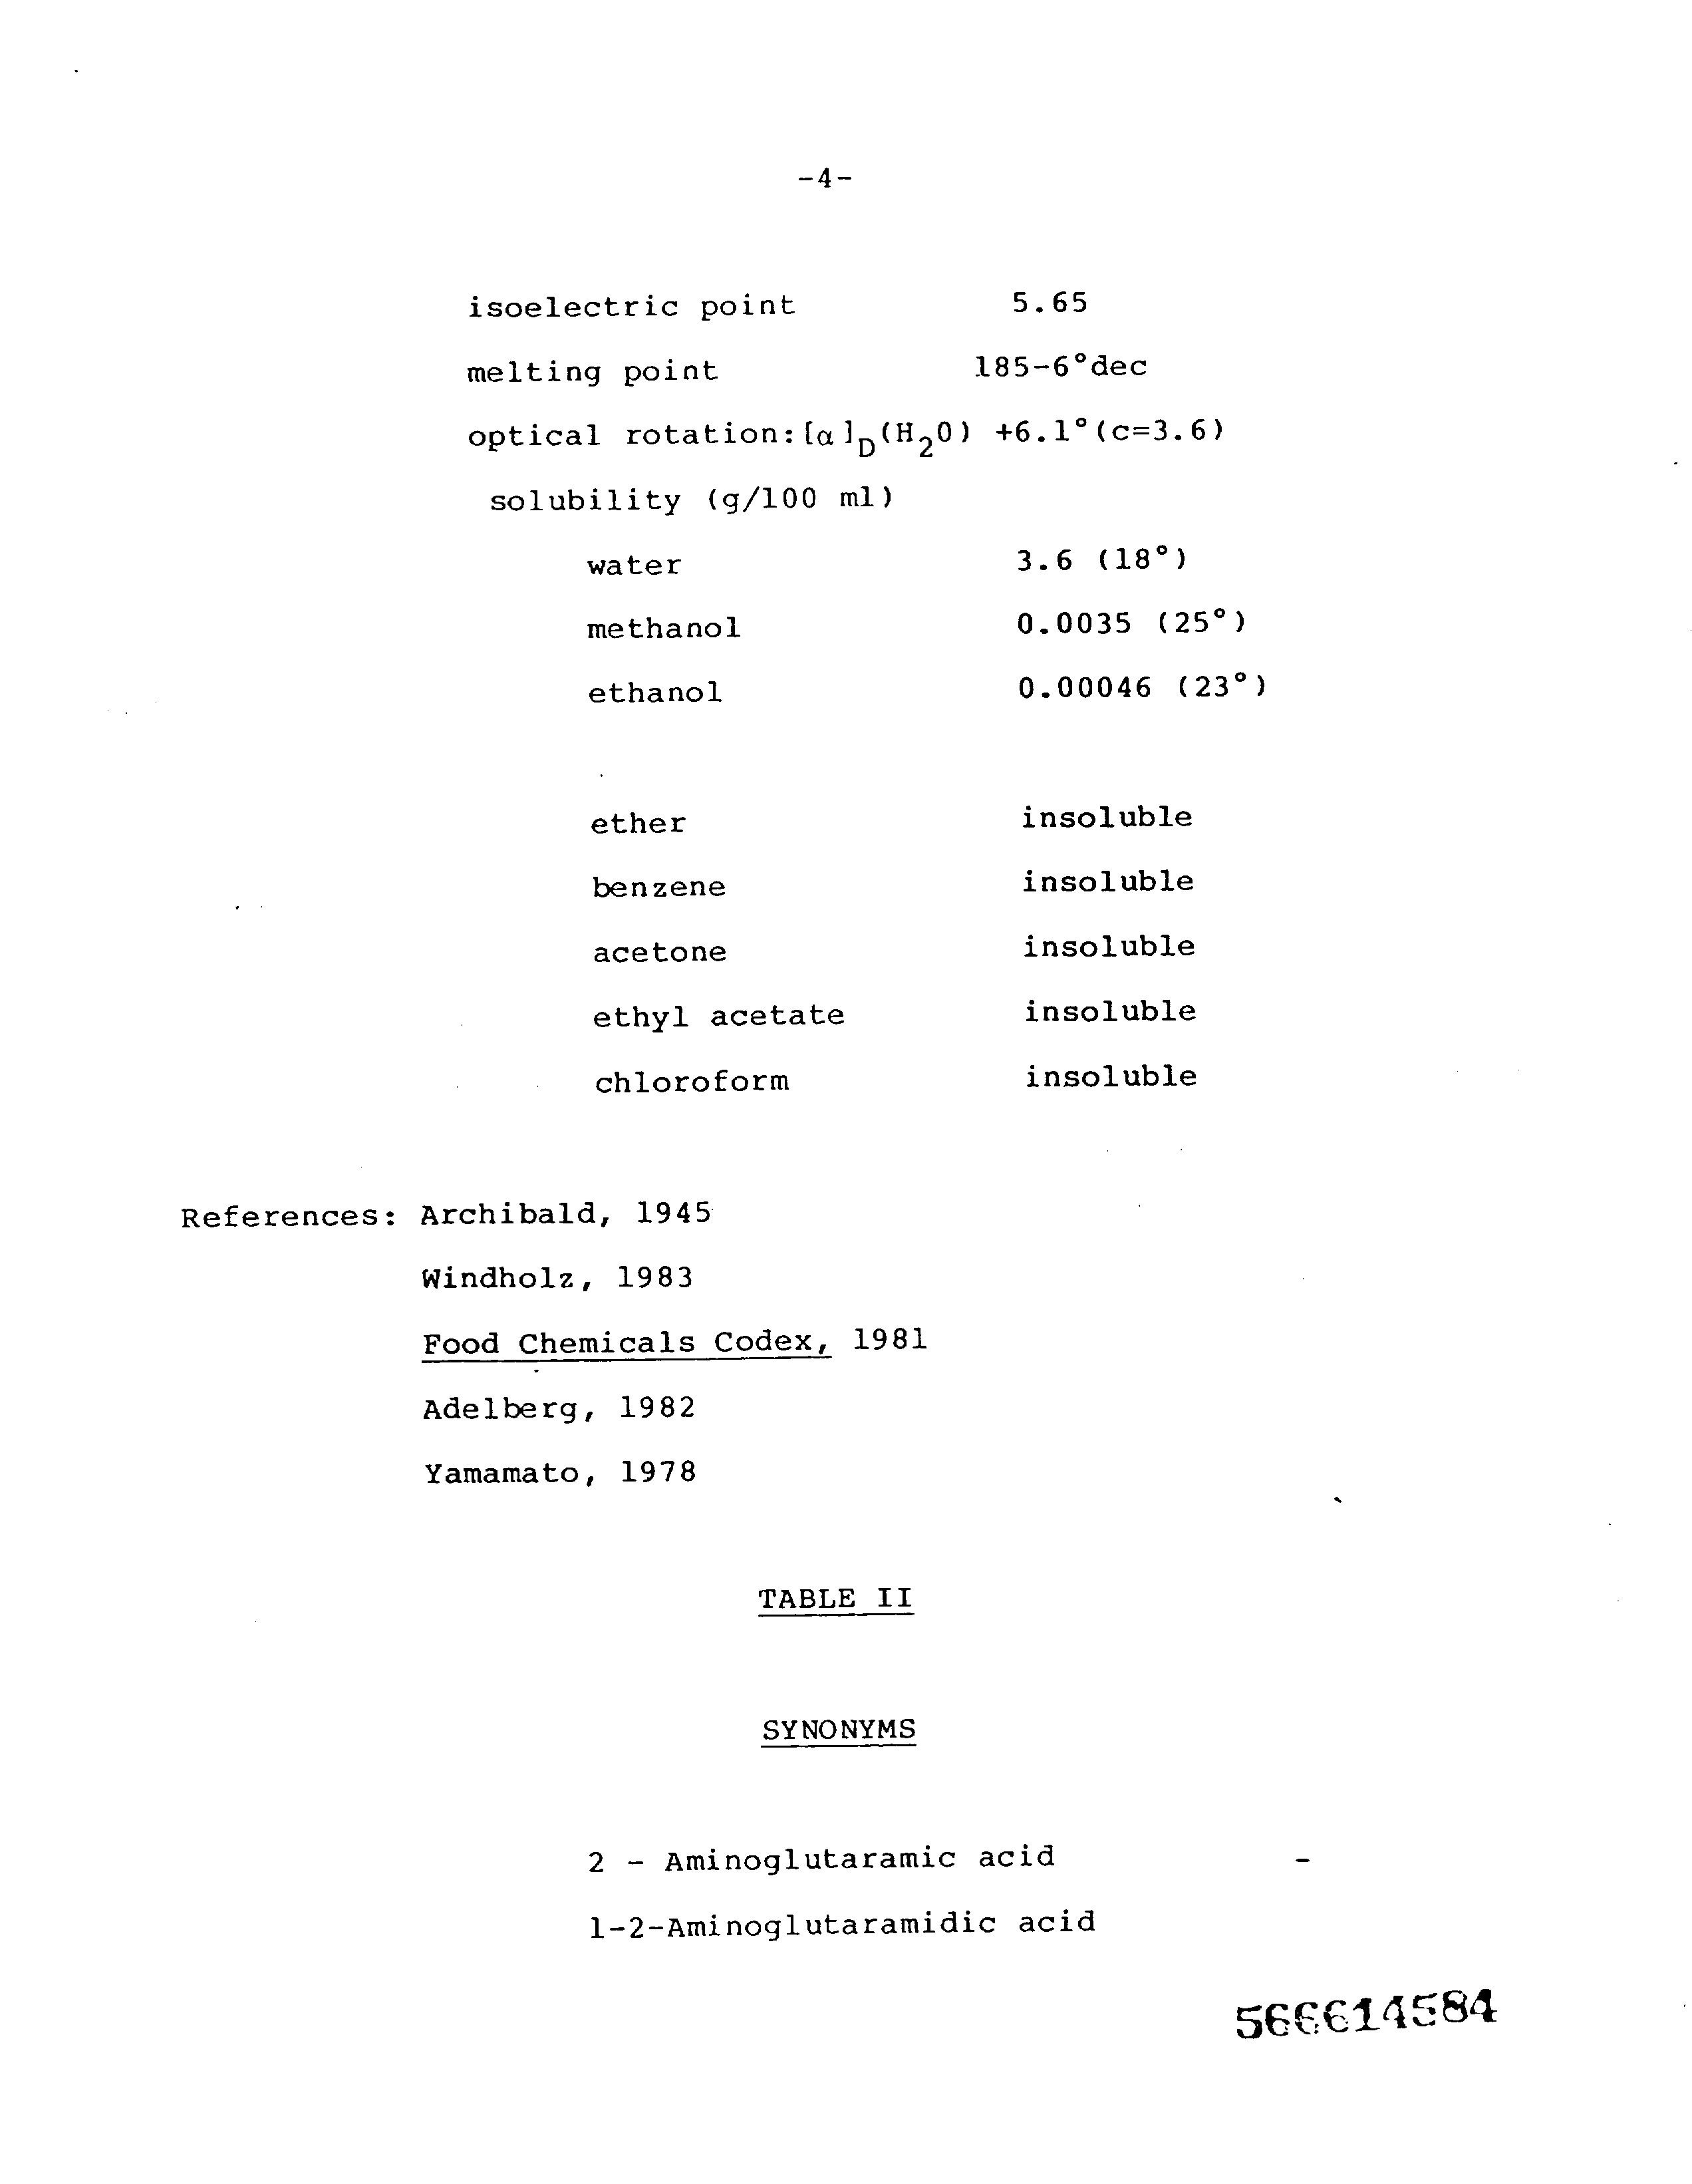 -4-
isoelectric point 5.65
melting point 185-6°dec
optical rotation:[α]D(H2O) +6.1°(c=3.6)
solubility (g/100 ml)
water 3.6 (18°)
methanol 0.0035 (25°)
ethanol 0.00046 (23°)
ether insoluble
benzene insoluble
acetone insoluble
ethyl acetate insoluble
chloroform insoluble
References: Archibald, 1945
Windholz, 1983
Food Chemicals Codex, 1981
Adelberg, 1982
Yamamato, 1978
TABLE II
SYNONYMS
2 - Aminoglutaramic acid -
1-2-Aminoglutaramidic acid
566614584